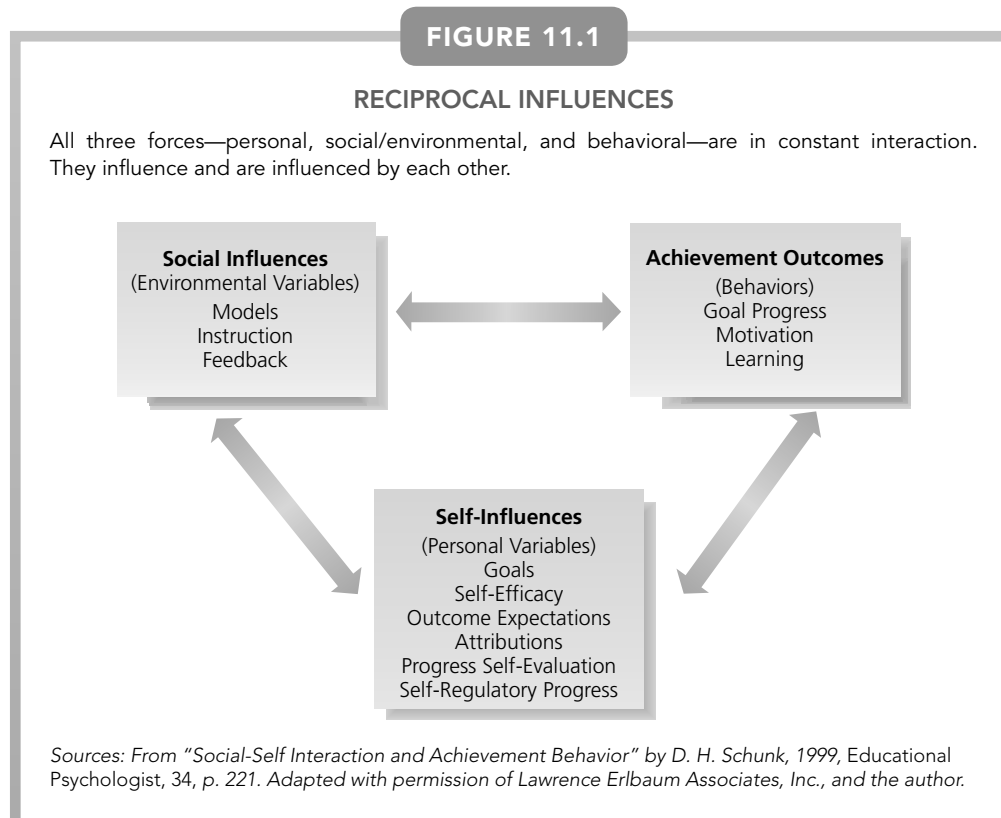 FIGURE 11.1
RECIPROCAL INFLUENCES
All three forces—personal, social/environmental, and behavioral—are in constant interaction.
They influence and are influenced by each other.
Social Influences
(Environmental Variables)
Models
Instruction
Feedback
Achievement Outcomes
(Behaviors)
Goal Progress
Motivation
Learning
Self-Influences
(Personal Variables)
Goals
Self-Efficacy
Outcome Expectations
Attributions
Progress Self-Evaluation
Self-Regulatory Progress
Sources: From “Social-Self Interaction and Achievement Behavior” by D. H. Schunk, 1999, Educational
Psychologist, 34, p. 221. Adapted with permission of Lawrence Erlbaum Associates, Inc., and the author.